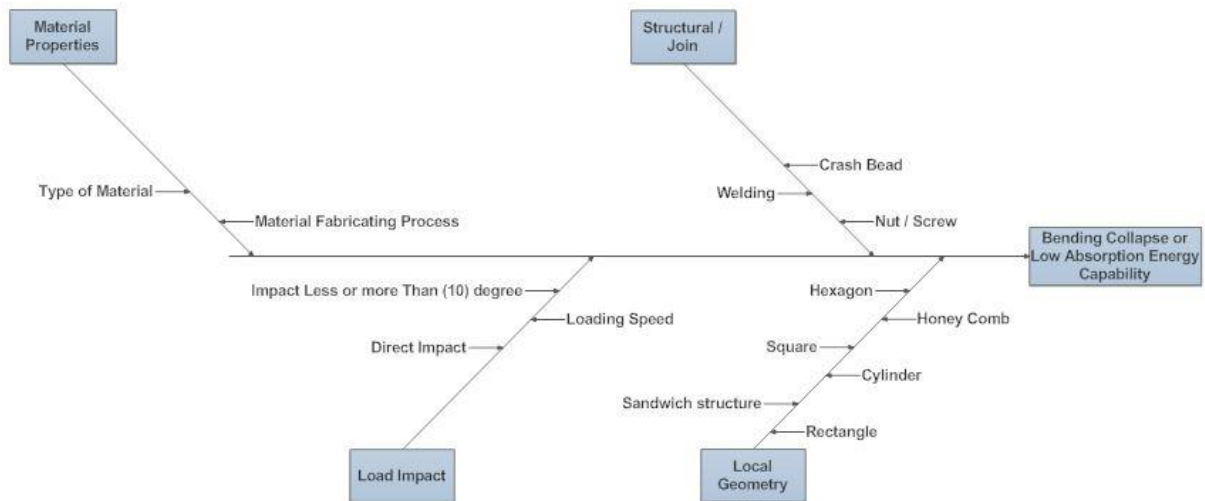 Material
Properties
Structural /
Join
Crash Bead
Type of Material
Welding
Material Fabricating Process
Nut / Screw
Bending Collapse or
Low Absorption Energy
Capability
Impact Less or more Than (10) degree
Hexagon
Loading Speed
Honey Comb
Direct Impact
Square
Cylinder
Sandwich structure
Rectangle
Load Impact
Local
Geometry